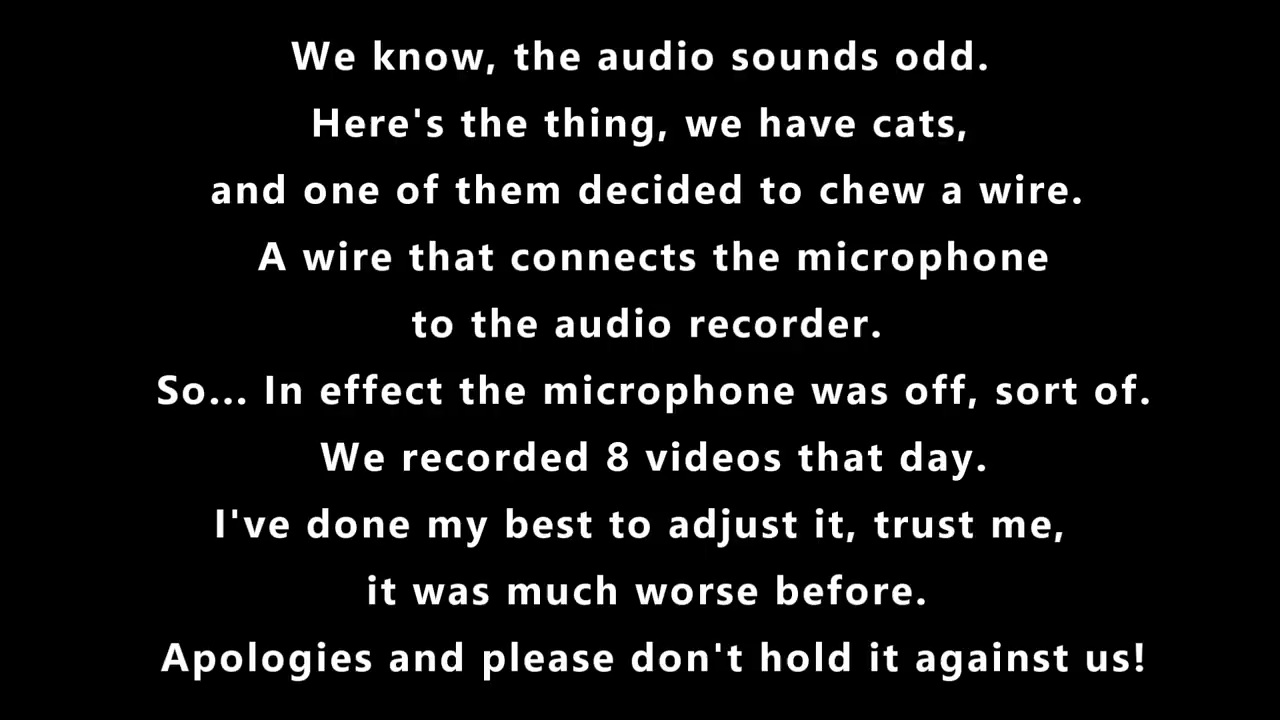 We know, the audio sounds odd.
Here's the thing, we have cats,
and one of them decided to chew a wire.
A wire that connects the microphone
to the audio recorder.
So... In effect the microphone was off, sort of.
We recorded 8 videos that day.
I've done my best to adjust it, trust me,
it was much worse before.
Apologies and please don't hold it against us!